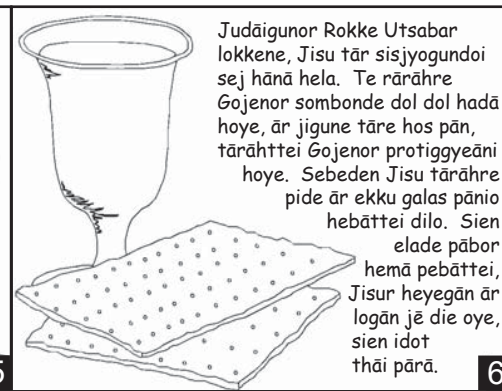 Judāigunor Rokke Utsabar
lokkene, Jisu tār sisjyogundoi
sej hānā hela. Te rārāhre
Gojenor sombonde dol dol hadā
hoye, ār jigune tāre hos pān,
tārāhttei Gojenor protiggyeāni
hoye. Sebeden Jisu tārāhre
pide ār ekku galas pānio
hebāttei dilo. Sien
elade pābor
hemā pebāttei,
Jisur heyegān ār
logān jē die oye,
sien idot
thāi pārā.
5
6